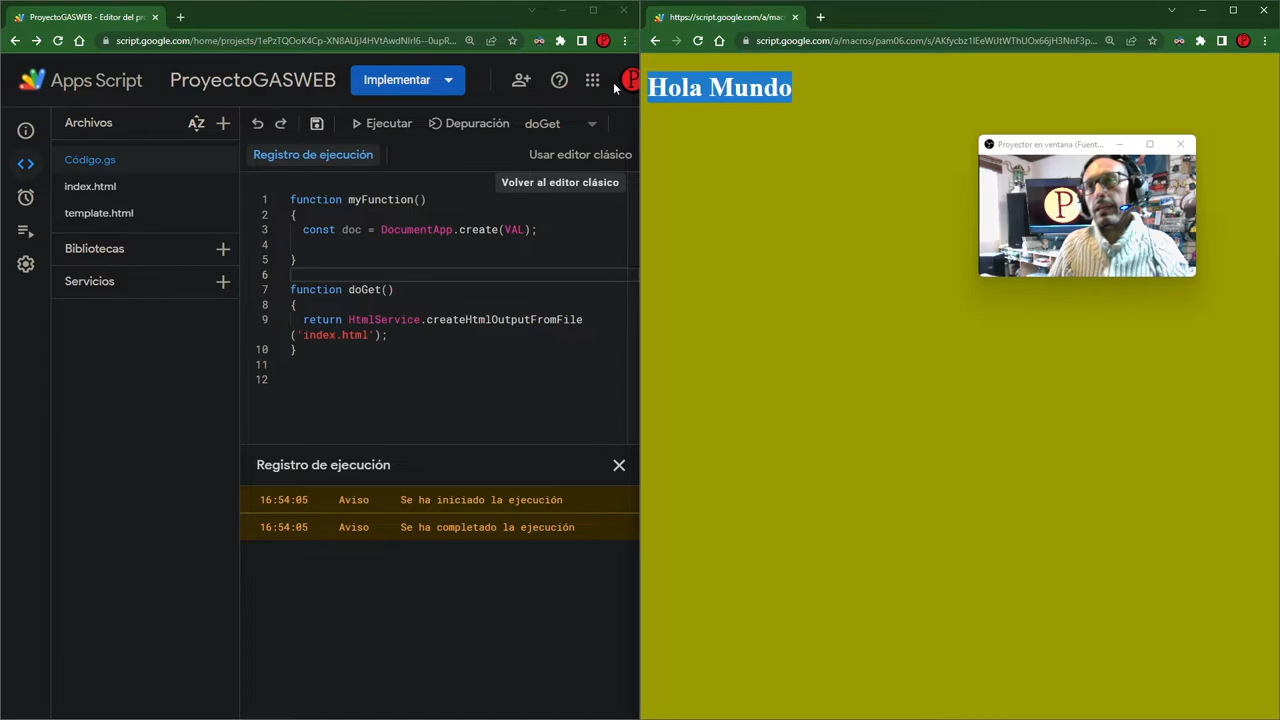 ProyectoGASWEB - Editor del pr
https://script.google.com/a/mac
script.google.com/home/projects/
script.google.com/a/macros/pam06.com/s/
Apps Script
ProyectoGASWEB
Implementar
Archivos
AZ
Ejecutar
Depuración
doGet
Código.gs
index.html
template.html
Bibliotecas
Servicios
Registro de ejecución
Usar editor clásico
Volver al editor clásico
1 function myFunction()
2 {
3 const doc = DocumentApp.create(VAL);
4
5 }
6
7 function doGet()
8 {
9 return HtmlService.createHtmlOutputFromFile
('index.html');
10 }
11
12
Registro de ejecución
16:54:05 Aviso Se ha iniciado la ejecución
16:54:05 Aviso Se ha completado la ejecución
Hola Mundo
Proyector en ventana (Fuent...
P